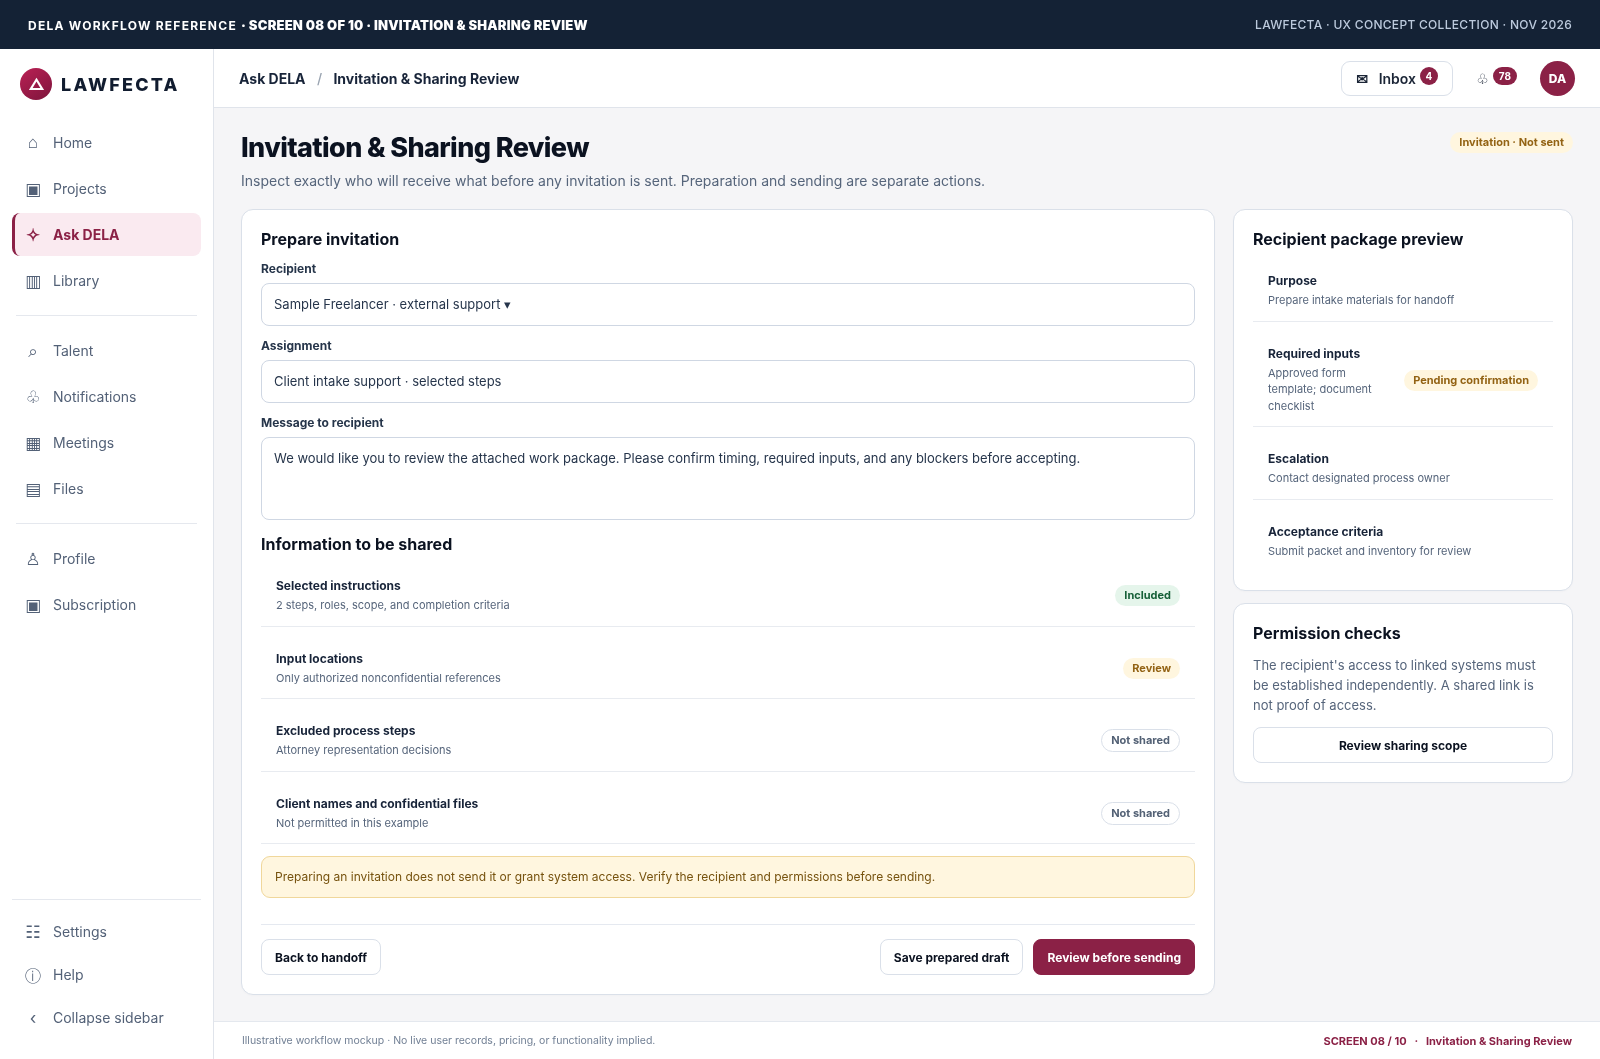 DELA WORKFLOW REFERENCE · SCREEN 08 OF 10 · INVITATION & SHARING REVIEW
LAWFECTA · UX CONCEPT COLLECTION · NOV 2026
LAWFECTA
Home
Projects
Ask DELA
Library
Talent
Notifications
Meetings
Files
Profile
Subscription
Settings
Help
Collapse sidebar
Ask DELA / Invitation & Sharing Review
Inbox 4
78
DA
Invitation & Sharing Review
Invitation · Not sent
Inspect exactly who will receive what before any invitation is sent. Preparation and sending are separate actions.
Prepare invitation
Recipient
Sample Freelancer · external support ▾
Assignment
Client intake support · selected steps
Message to recipient
We would like you to review the attached work package. Please confirm timing, required inputs, and any blockers before accepting.
Information to be shared
Selected instructions
2 steps, roles, scope, and completion criteria
Included
Input locations
Only authorized nonconfidential references
Review
Excluded process steps
Attorney representation decisions
Not shared
Client names and confidential files
Not permitted in this example
Not shared
Preparing an invitation does not send it or grant system access. Verify the recipient and permissions before sending.
Back to handoff
Save prepared draft
Review before sending
Recipient package preview
Purpose
Prepare intake materials for handoff
Required inputs
Approved form
template; document
checklist
Pending confirmation
Escalation
Contact designated process owner
Acceptance criteria
Submit packet and inventory for review
Permission checks
The recipient's access to linked systems must
be established independently. A shared link is
not proof of access.
Review sharing scope
Illustrative workflow mockup · No live user records, pricing, or functionality implied.
SCREEN 08 / 10 · Invitation & Sharing Review